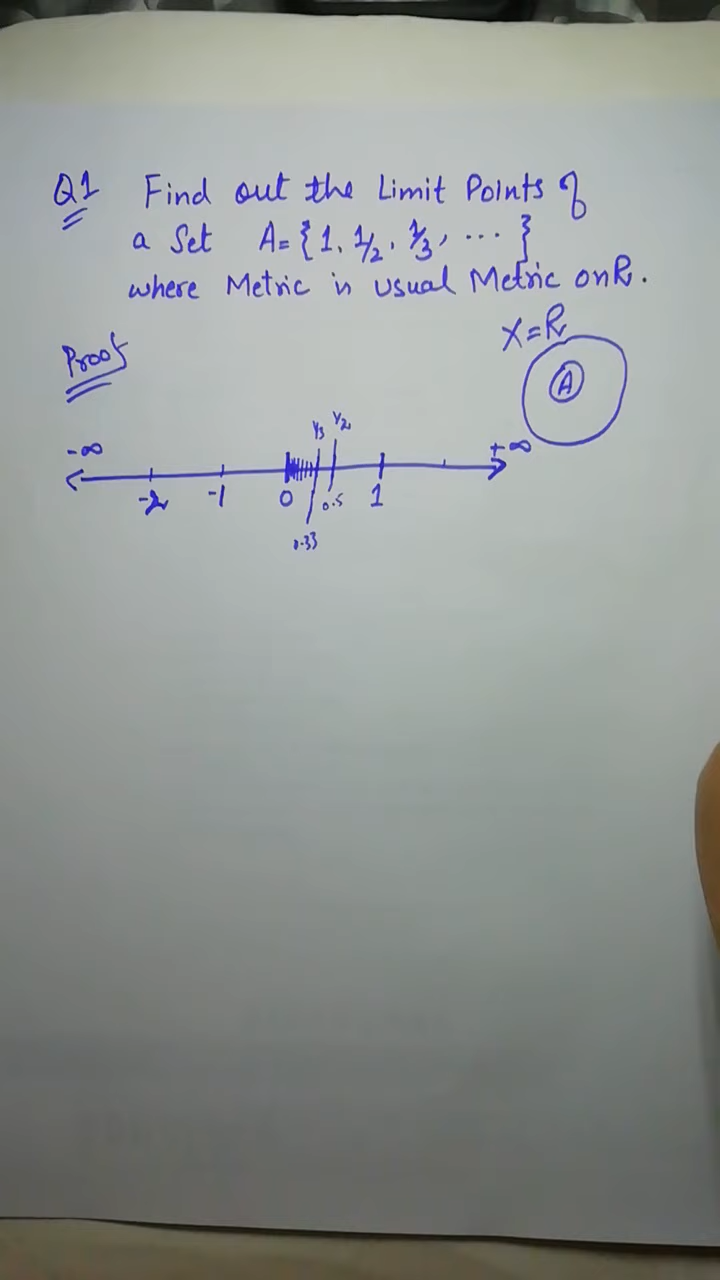 Q1 Find out the Limit Points of
a Set A = {1, 1/2, 1/3, ... }
where Metric is usual Metric on R.
X = R
Proof
A
1/3 1/2
-∞ +∞
-2 -1 0 0.5 1
0.33